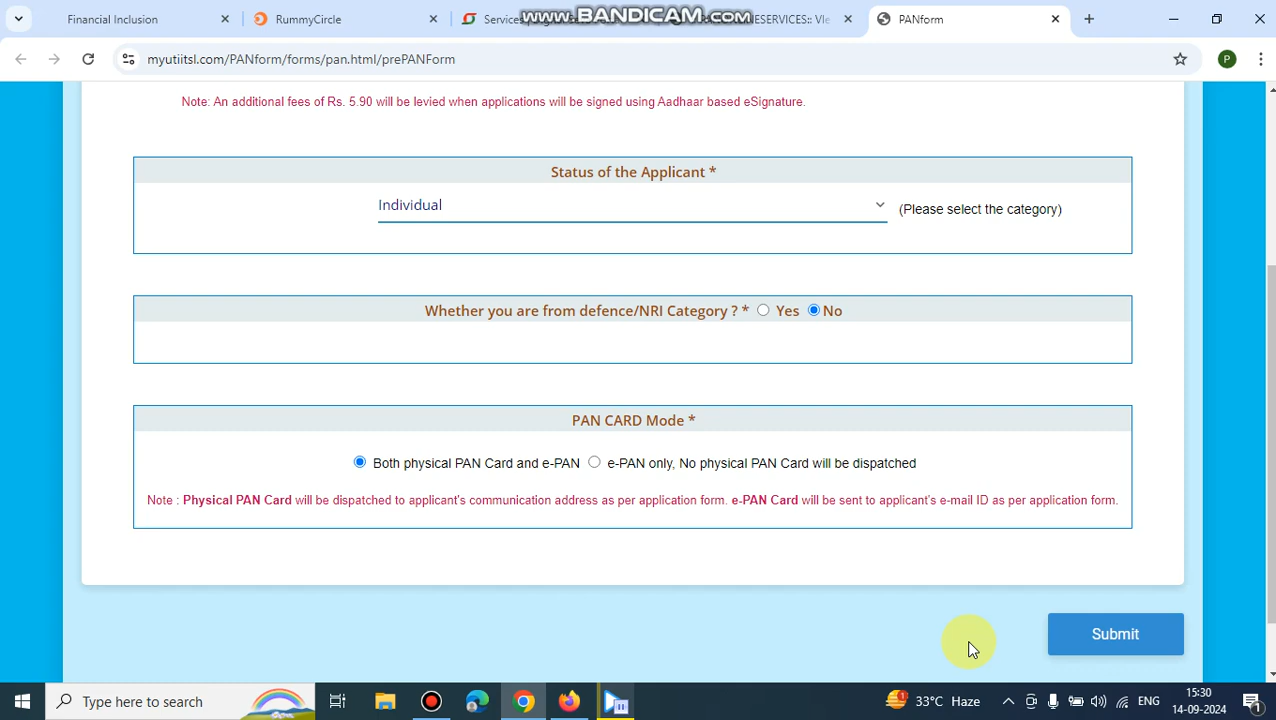 Financial Inclusion
RummyCircle
www.BANDICAM.com
PANform
myutiitsl.com/PANform/forms/pan.html/prePANForm
P
Note: An additional fees of Rs. 5.90 will be levied when applications will be signed using Aadhaar based eSignature.
Status of the Applicant *
Individual
(Please select the category)
Whether you are from defence/NRI Category ? * Yes No
PAN CARD Mode *
Both physical PAN Card and e-PAN e-PAN only, No physical PAN Card will be dispatched
Note : Physical PAN Card will be dispatched to applicant's communication address as per application form. e-PAN Card will be sent to applicant's e-mail ID as per application form.
Submit
Type here to search
1
33°C Haze
ENG
15:30
14-09-2024
1